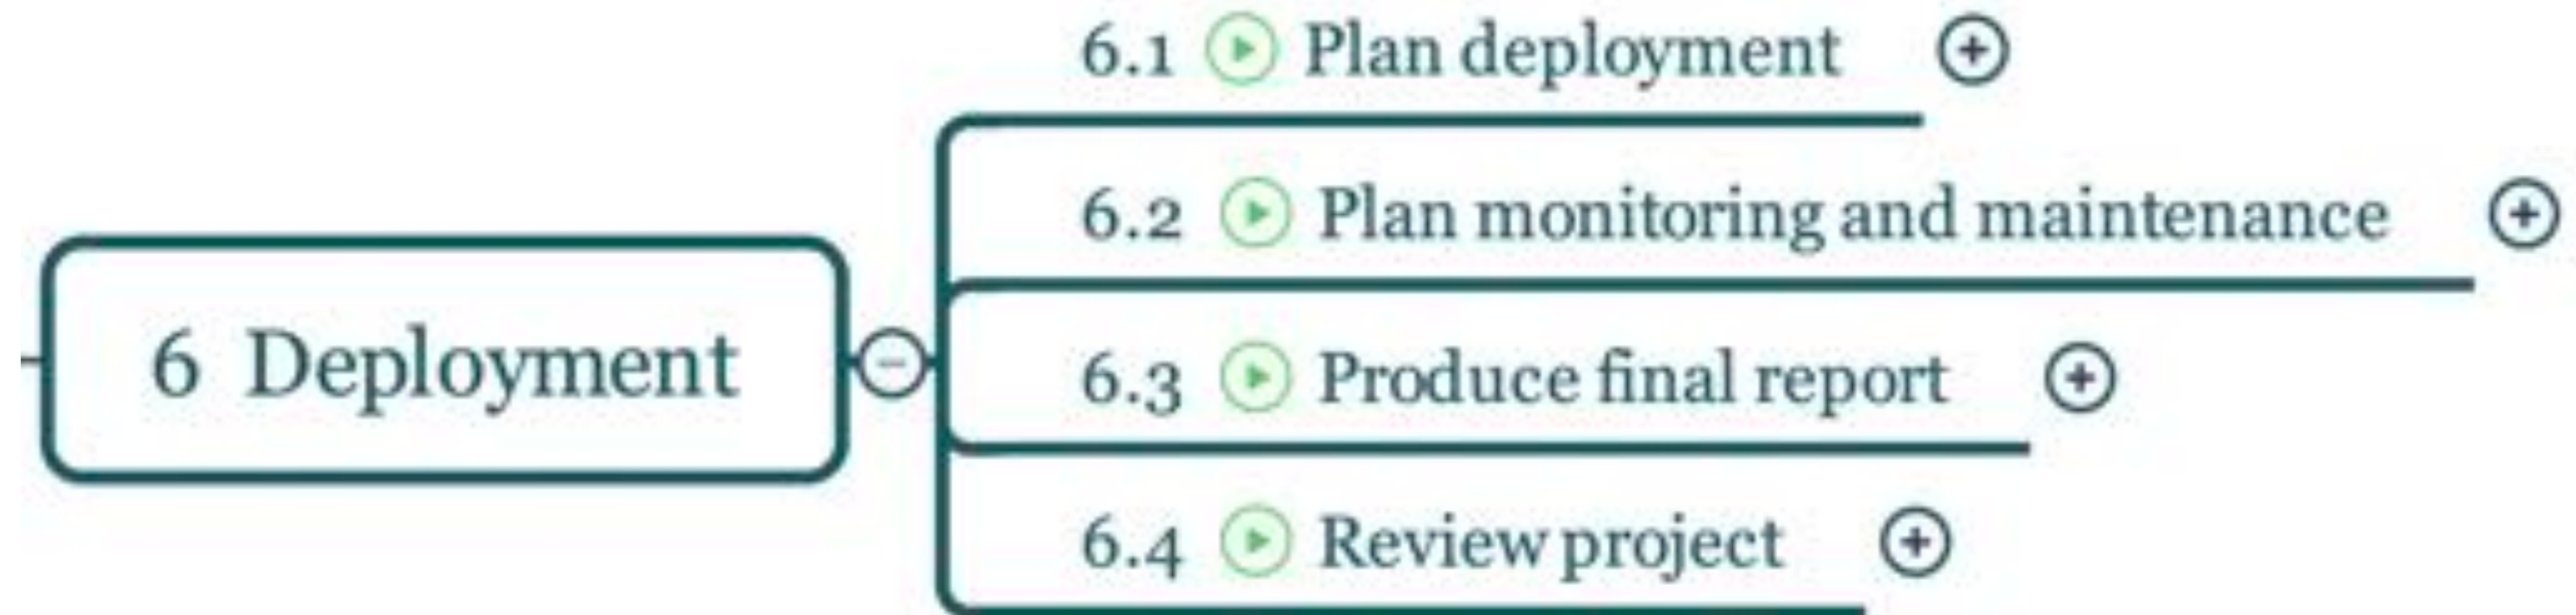 6.1 Plan deployment
6.2 Plan monitoring and maintenance
6 Deployment
6.3 Produce final report
6.4 Review project